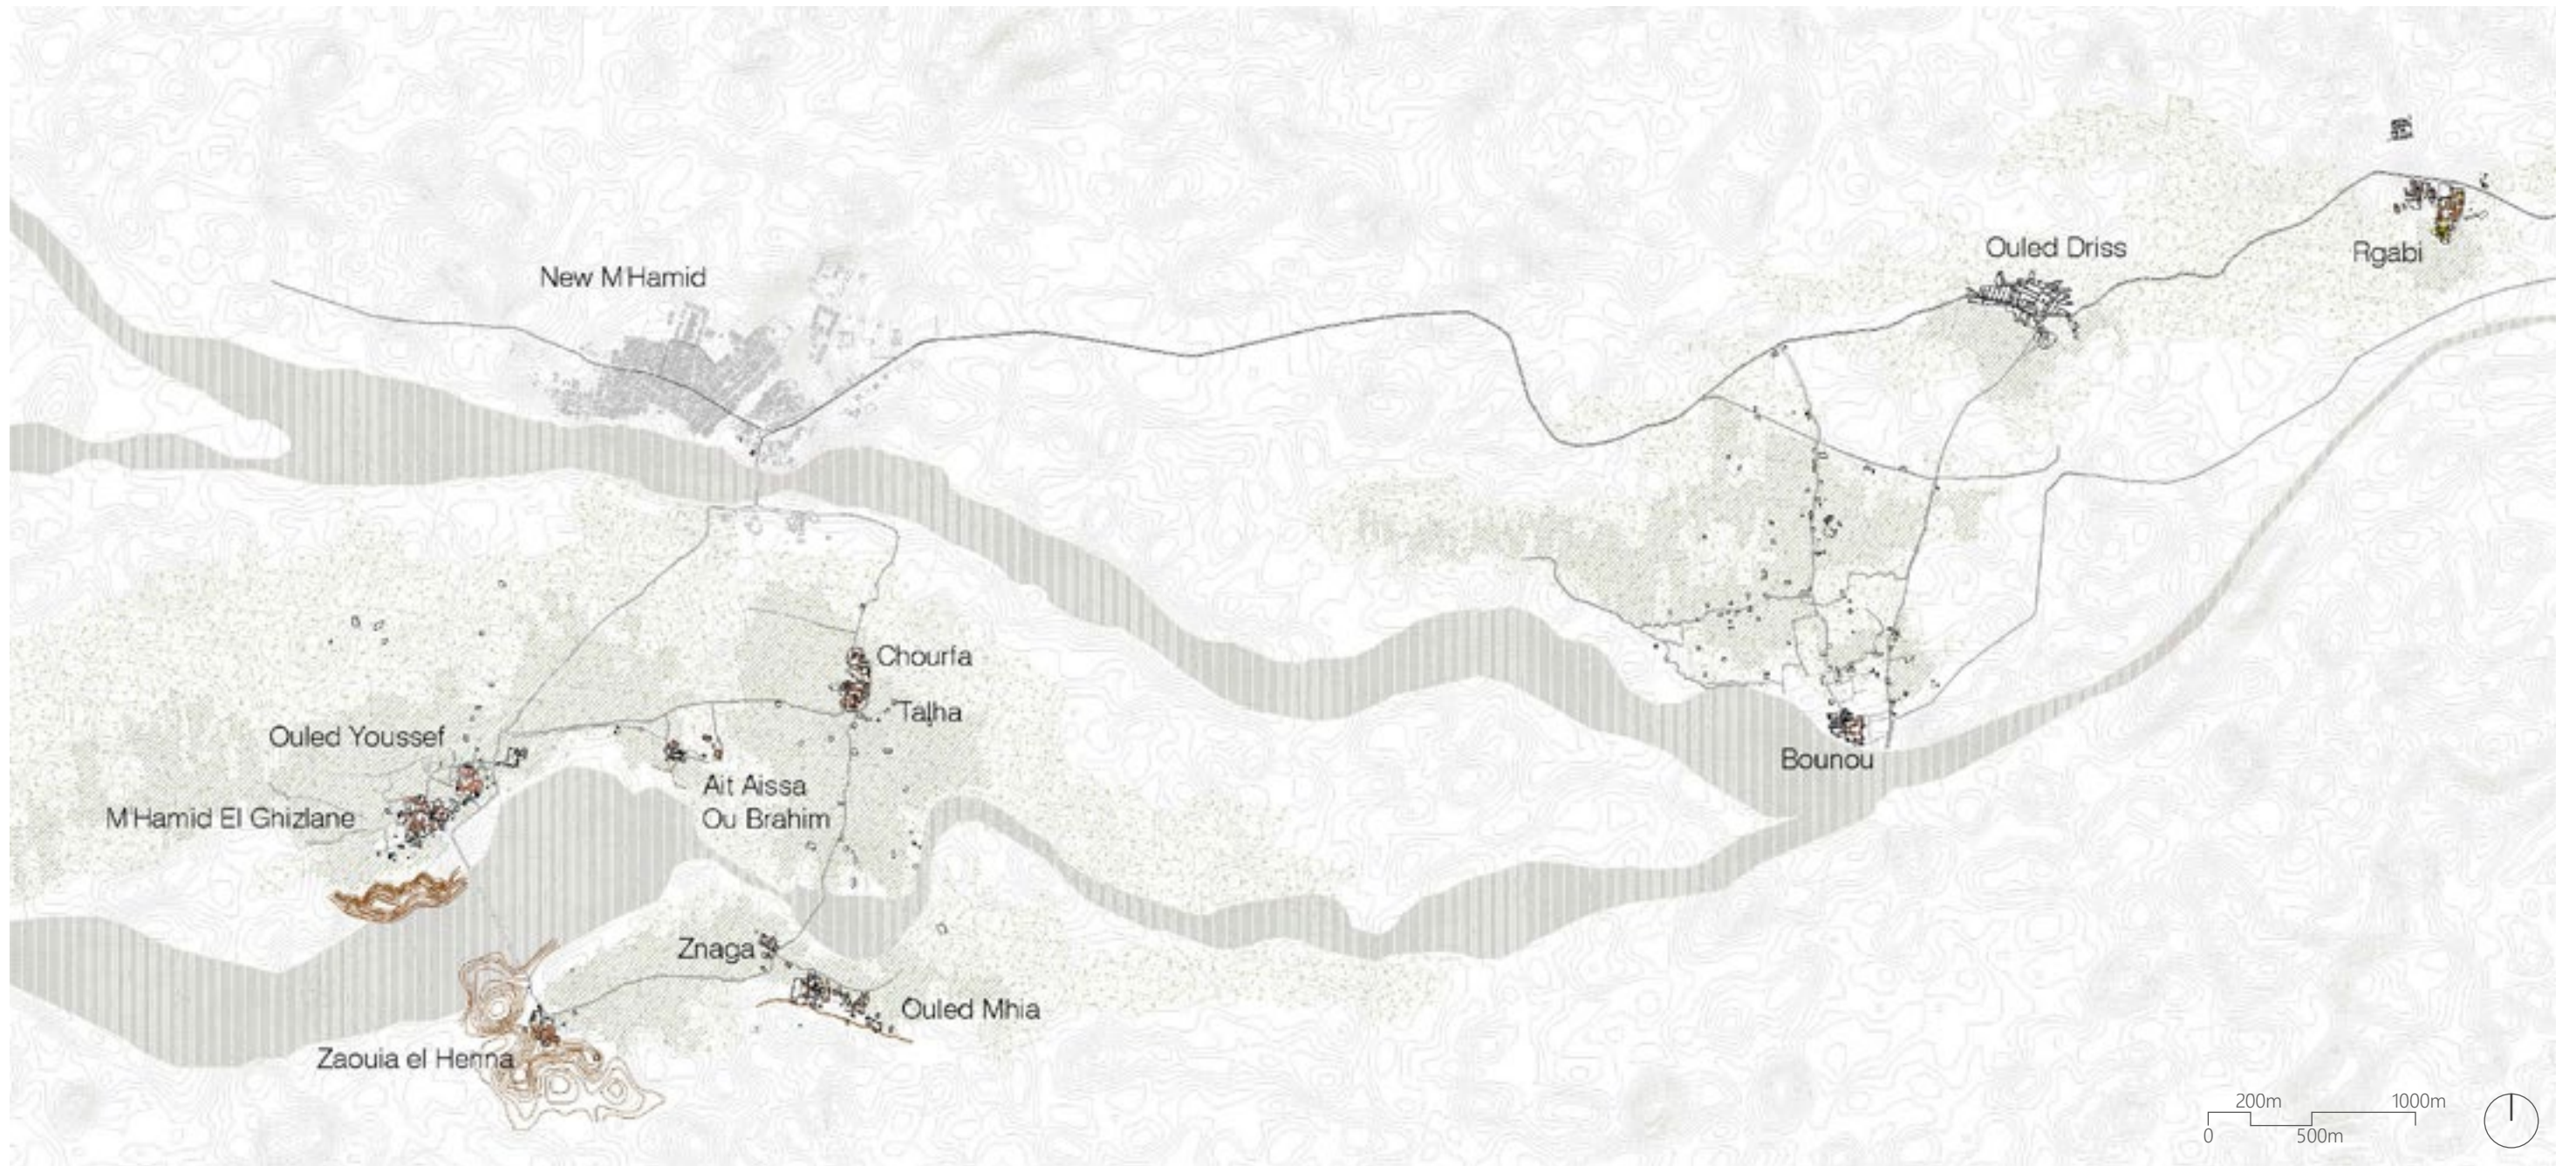 Ouled Driss
Rgabi
New M'Hamid
Chourfa
Talha
Ouled Youssef
Bounou
Ait Aissa
Ou Brahim
M'Hamid El Ghizlane
Znaga
Ouled Mhia
Zaouia el Henna
200m
1000m
0
500m